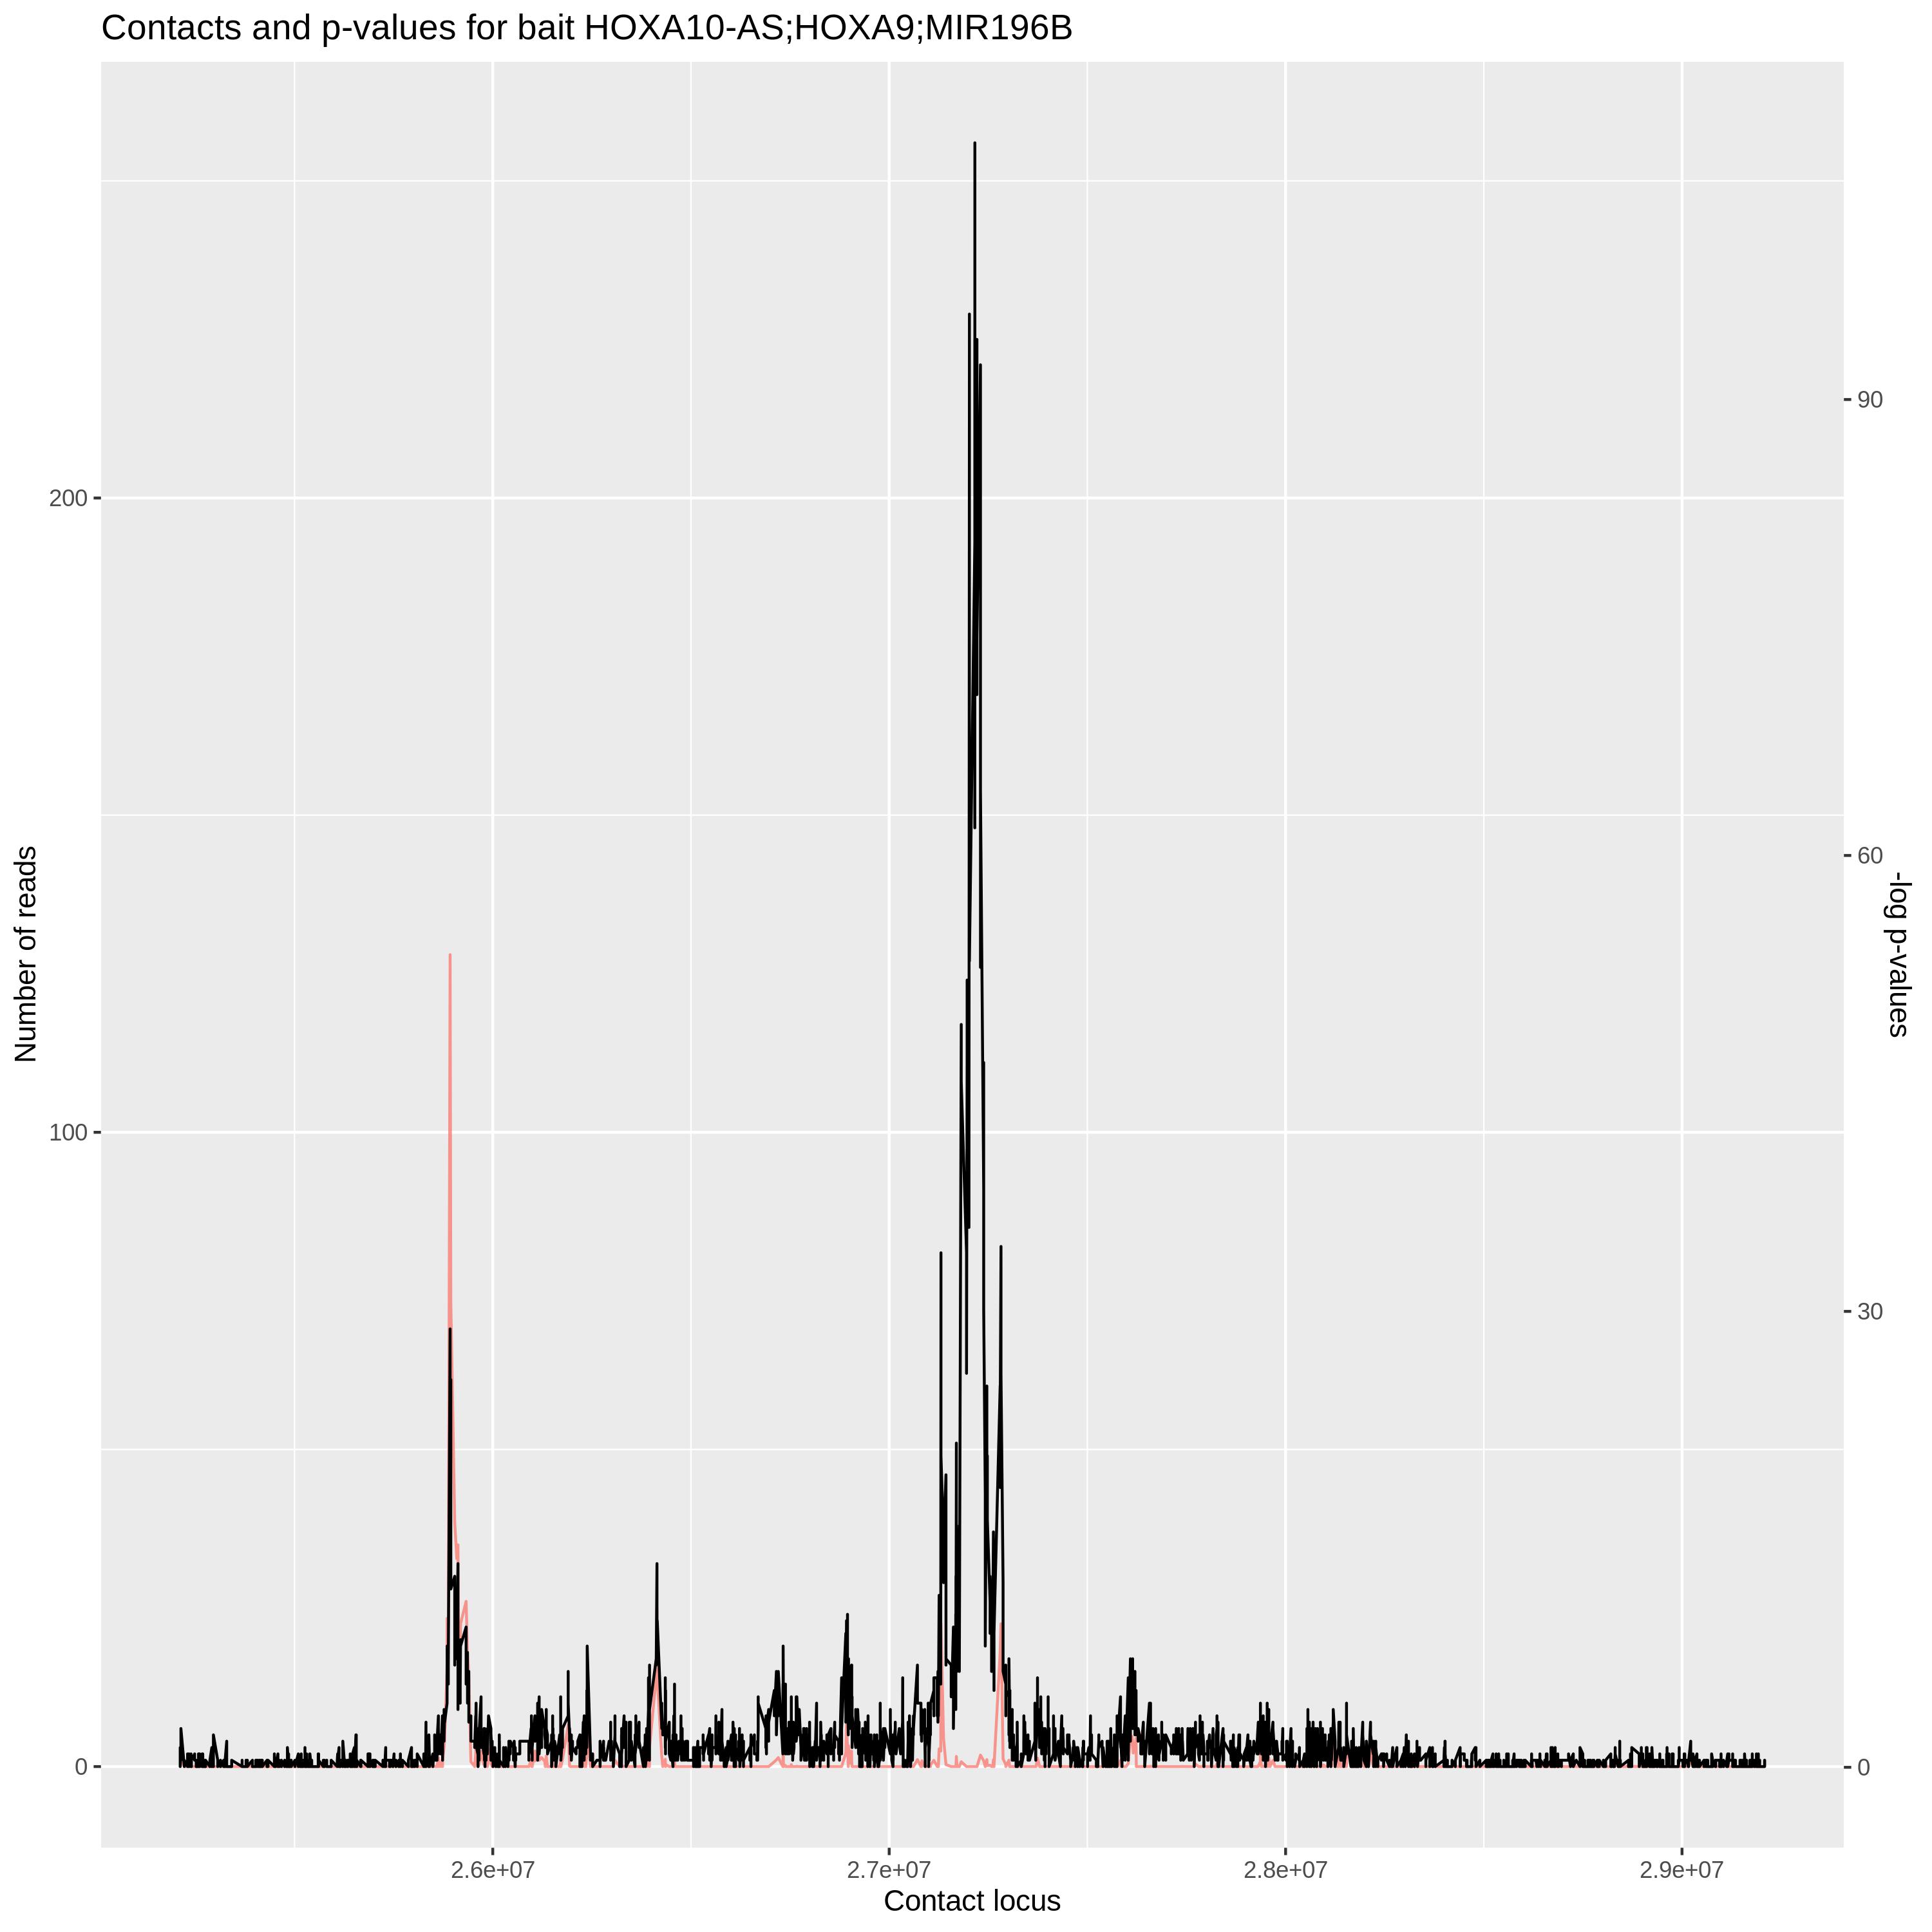 Contacts and p-values for bait HOXA10-AS;HOXA9;MIR196B
Number of reads
200
100
0
90
60
30
0
-log p-values
2.6e+07
2.7e+07
2.8e+07
2.9e+07
Contact locus